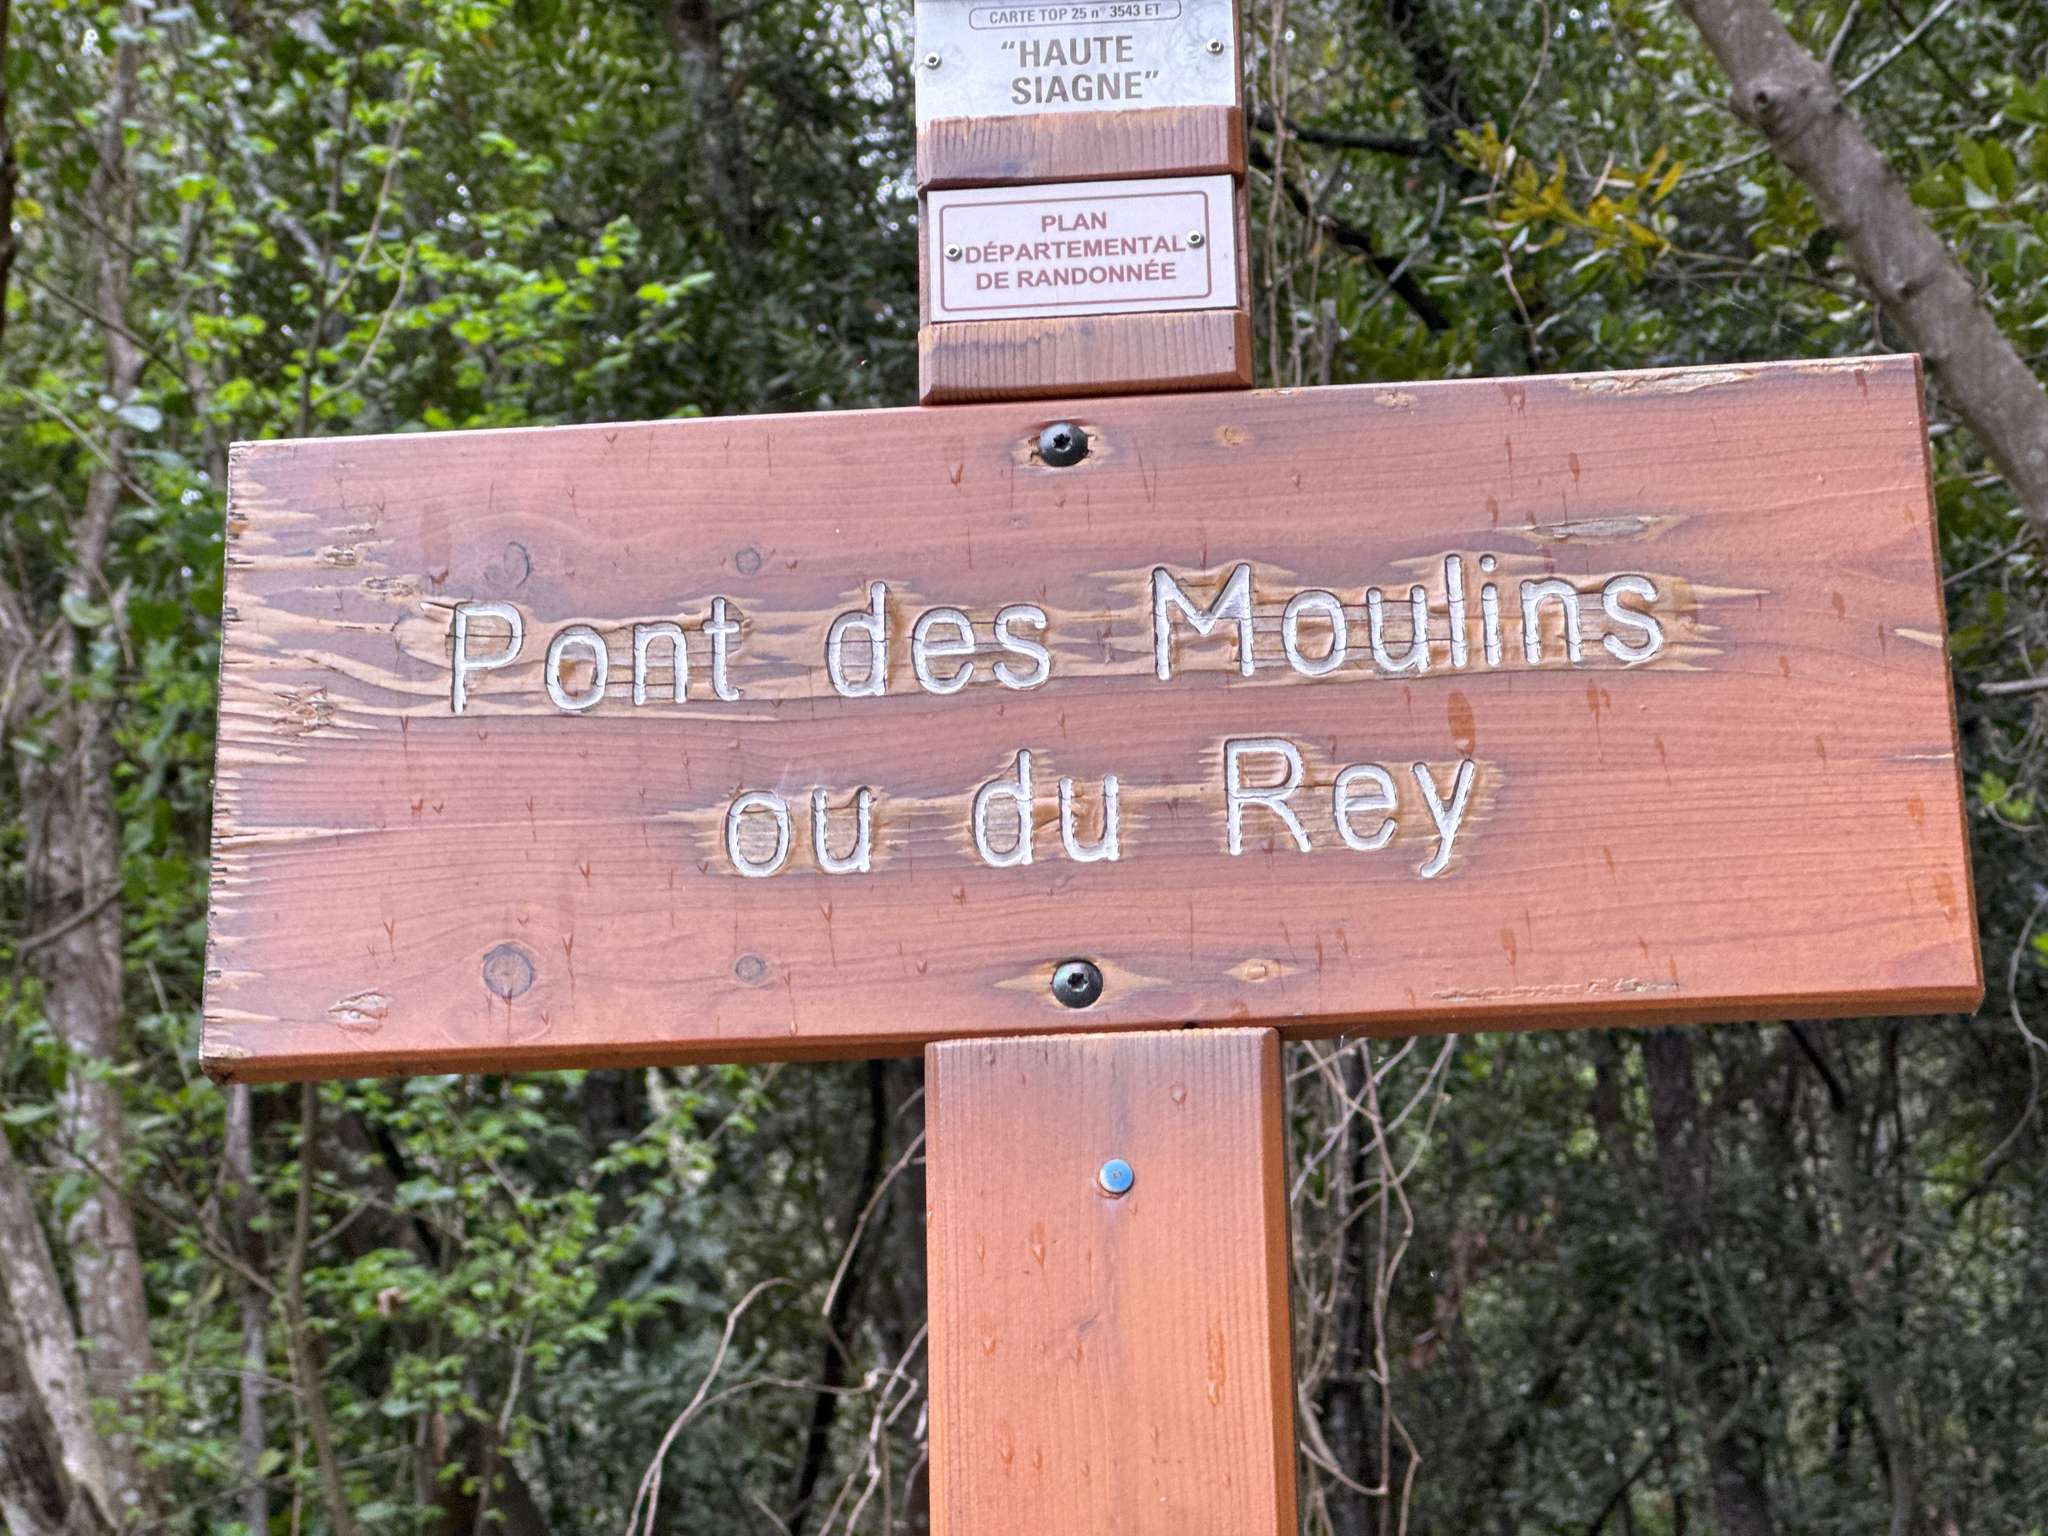 CARTE TOP 25 n° 3543 ET
"HAUTE
SIAGNE"
PLAN
DÉPARTEMENTAL
DE RANDONNÉE
Pont des Moulins
ou du Rey